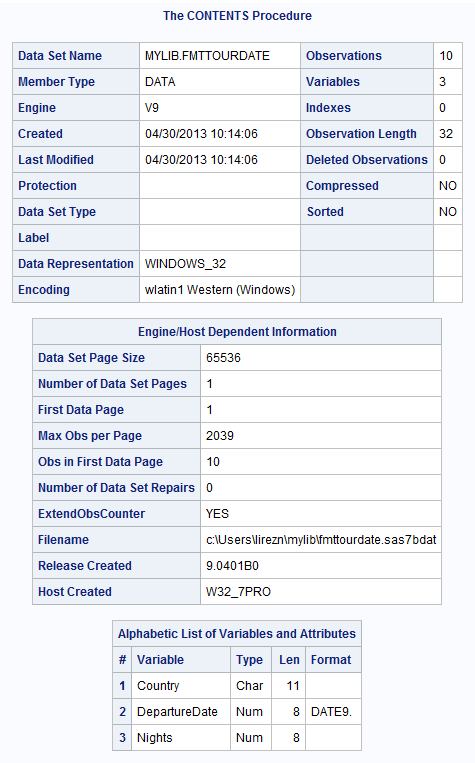 The CONTENTS Procedure
Data Set Name MYLIB.FMTTOURDATE Observations 10
Member Type DATA Variables 3
Engine V9 Indexes 0
Created 04/30/2013 10:14:06 Observation Length 32
Last Modified 04/30/2013 10:14:06 Deleted Observations 0
Protection Compressed NO
Data Set Type Sorted NO
Label
Data Representation WINDOWS_32
Encoding wlatin1 Western (Windows)
Engine/Host Dependent Information
Data Set Page Size 65536
Number of Data Set Pages 1
First Data Page 1
Max Obs per Page 2039
Obs in First Data Page 10
Number of Data Set Repairs 0
ExtendObsCounter YES
Filename c:\Users\lirezn\mylib\fmttourdate.sas7bdat
Release Created 9.0401B0
Host Created W32_7PRO
Alphabetic List of Variables and Attributes
# Variable Type Len Format
1 Country Char 11
2 DepartureDate Num 8 DATE9.
3 Nights Num 8